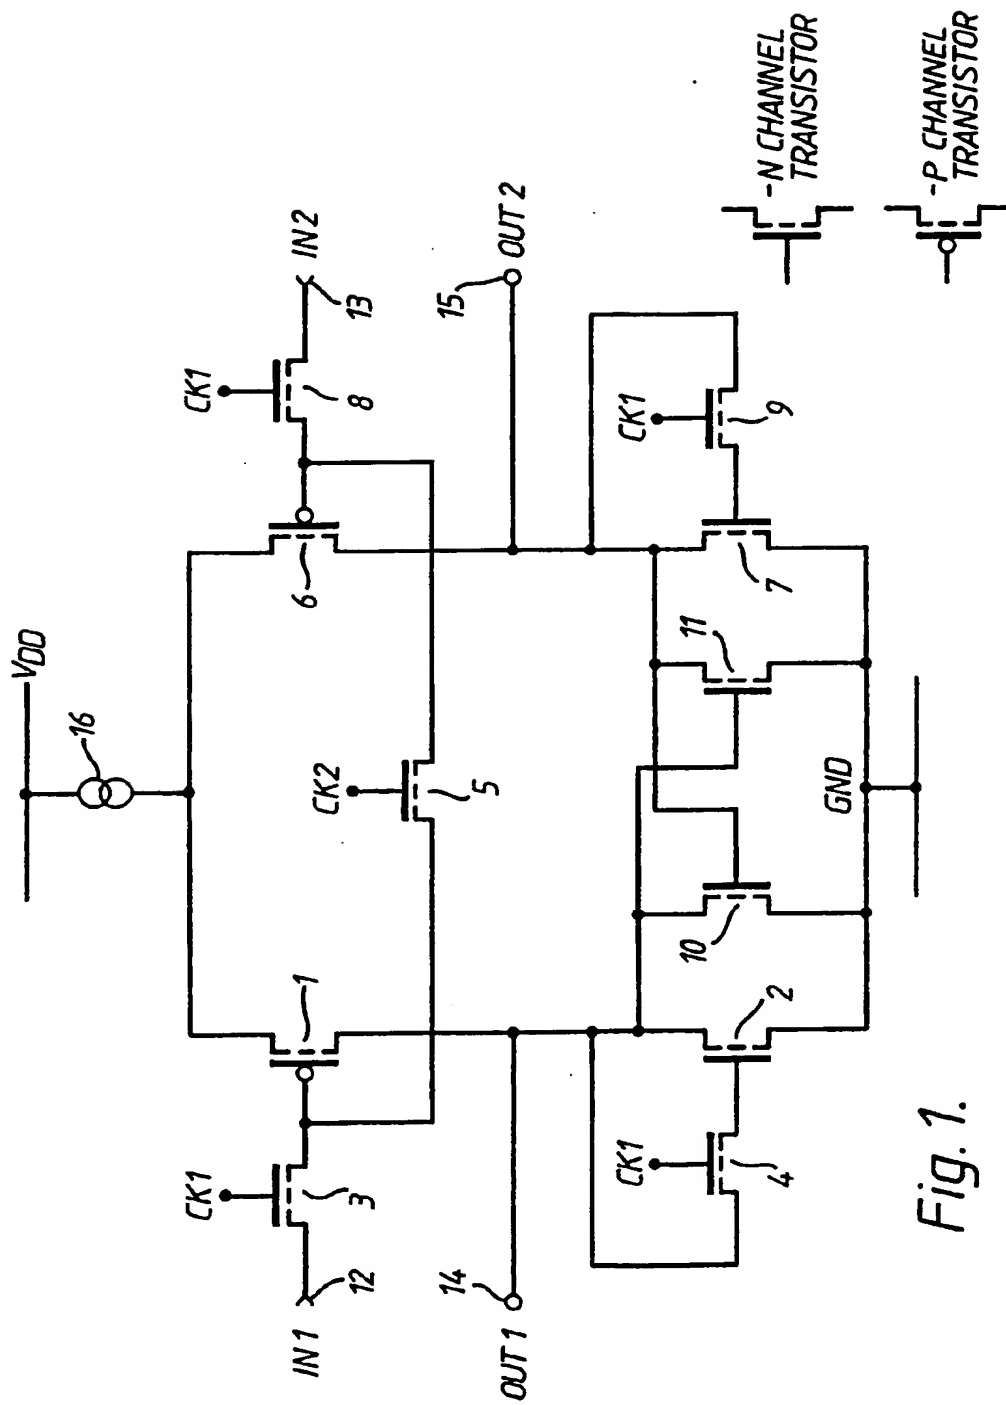 VDD
16
CK1
3
IN1
12
1
CK2
5
6
CK1
8
IN2
13
OUT1
14
15
OUT2
CK1
4
2
10
11
7
CK1
9
GND
-N CHANNEL
TRANSISTOR
-P CHANNEL
TRANSISTOR
Fig. 1.